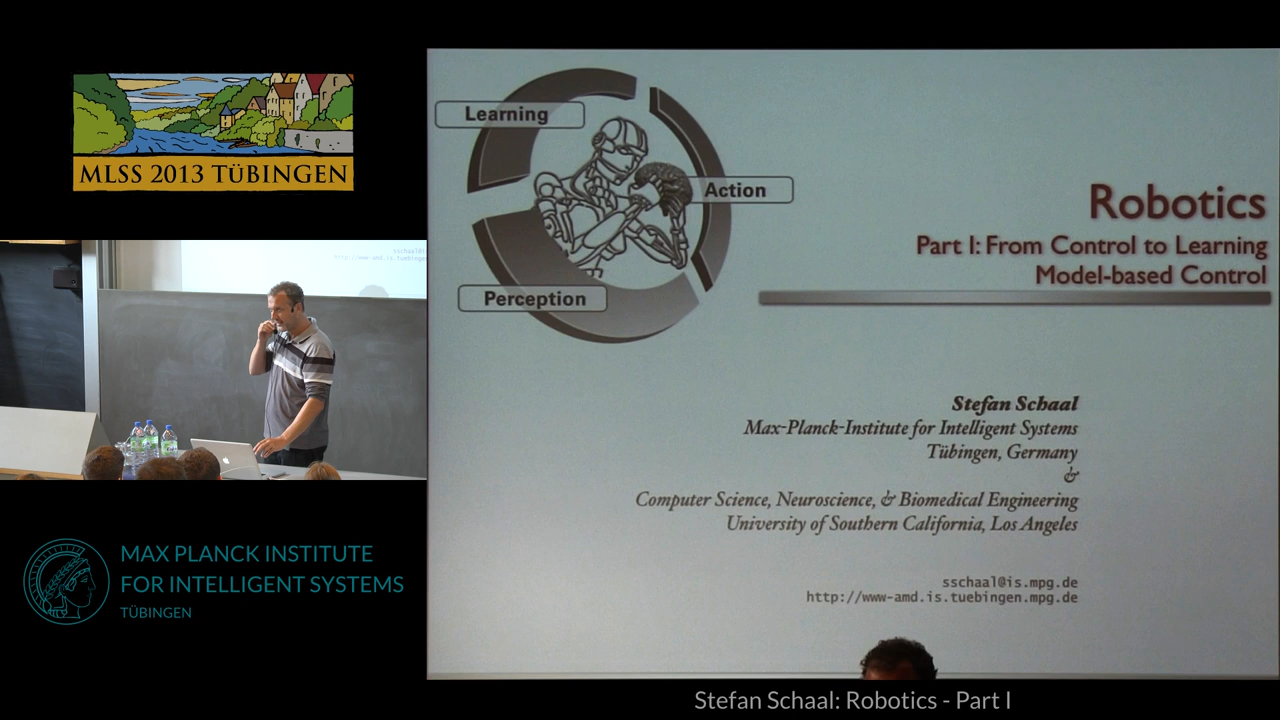 MLSS 2013 TÜBINGEN
MAX PLANCK INSTITUTE
FOR INTELLIGENT SYSTEMS
TÜBINGEN
Learning
Action
Perception
Robotics
Part I: From Control to Learning
Model-based Control
Stefan Schaal
Max-Planck-Institute for Intelligent Systems
Tübingen, Germany
&
Computer Science, Neuroscience, & Biomedical Engineering
University of Southern California, Los Angeles
sschaal@is.mpg.de
http://www-amd.is.tuebingen.mpg.de
Stefan Schaal: Robotics - Part I